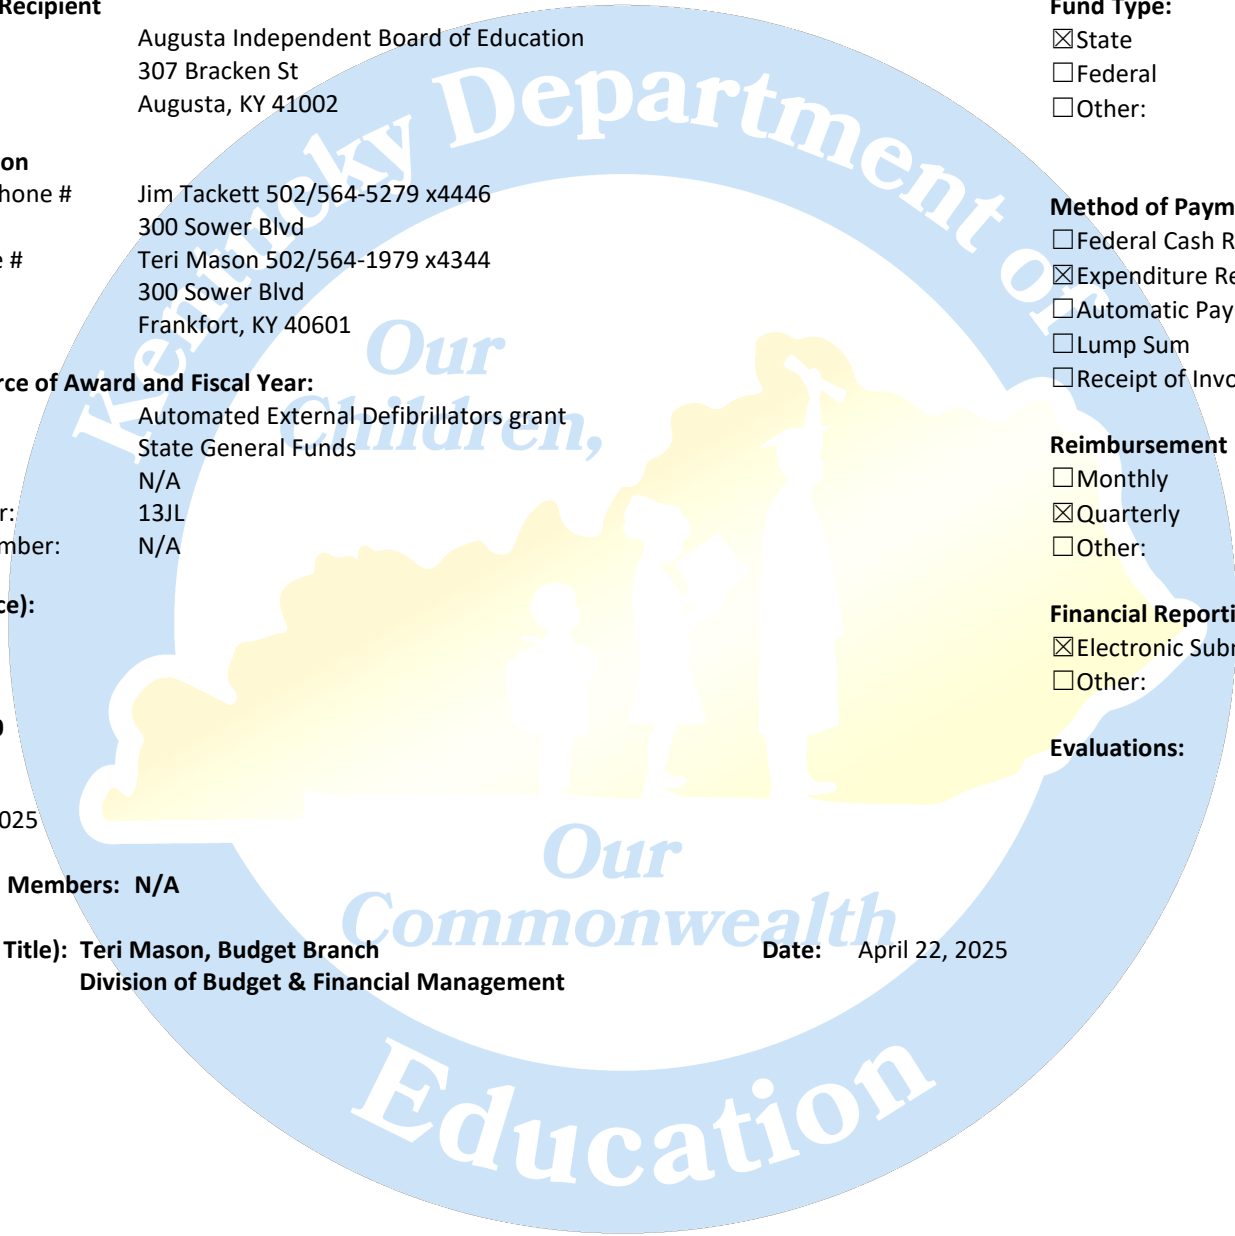 Recipient
Augusta Independent Board of Education
307 Bracken St
Augusta, KY 41002
on
hone # Jim Tackett 502/564-5279 x4446
300 Sower Blvd
e # Teri Mason 502/564-1979 x4344
300 Sower Blvd
Frankfort, KY 40601
rce of Award and Fiscal Year:
Automated External Defibrillators grant
State General Funds
N/A
r: 13JL
mber: N/A
ce):
025
Members: N/A
Title): Teri Mason, Budget Branch
Division of Budget & Financial Management
Date: April 22, 2025
Fund Type:
☒State
☐Federal
☐Other:
Method of Paym
☐Federal Cash R
☒Expenditure Re
☐Automatic Pay
☐Lump Sum
☐Receipt of Invo
Reimbursement
☐Monthly
☒Quarterly
☐Other:
Financial Reporti
☒Electronic Subr
☐Other:
Evaluations:
Kentucky Department of
Education
Our
Children,
Our
Commonwealth